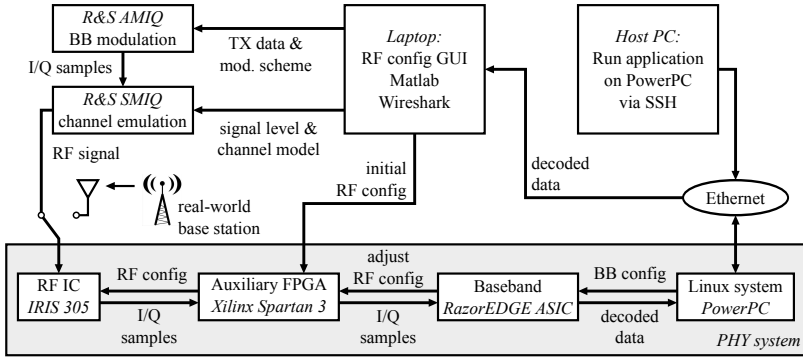 R&S AMIQ
BB modulation
TX data &
mod. scheme
Laptop:
RF config GUI
Matlab
Wireshark
Host PC:
Run application
on PowerPC
via SSH
I/Q samples
R&S SMIQ
channel emulation
signal level &
channel model
RF signal
initial
RF config
decoded
data
Ethernet
real-world
base station
RF IC
IRIS 305
RF config
I/Q
samples
Auxiliary FPGA
Xilinx Spartan 3
adjust
RF config
I/Q
samples
Baseband
RazorEDGE ASIC
BB config
decoded
data
Linux system
PowerPC
PHY system